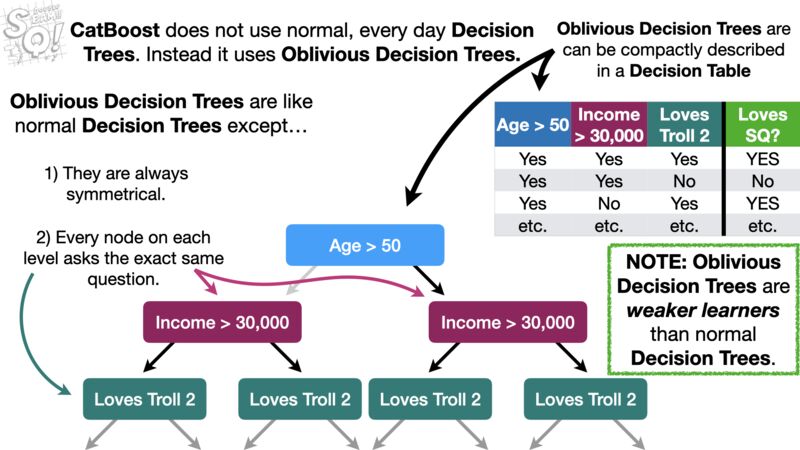 StatQuest!!!
SQ!
CatBoost does not use normal, every day Decision
Trees. Instead it uses Oblivious Decision Trees.
Oblivious Decision Trees are
can be compactly described
in a Decision Table
Oblivious Decision Trees are like
normal Decision Trees except…
Age > 50 Income > 30,000 Loves Troll 2 Loves SQ?
Yes Yes Yes YES
Yes Yes No No
Yes No Yes YES
etc. etc. etc. etc.
1) They are always
symmetrical.
2) Every node on each
level asks the exact same
question.
Age > 50
NOTE: Oblivious
Decision Trees are
weaker learners
than normal
Decision Trees.
Income > 30,000
Income > 30,000
Loves Troll 2
Loves Troll 2
Loves Troll 2
Loves Troll 2